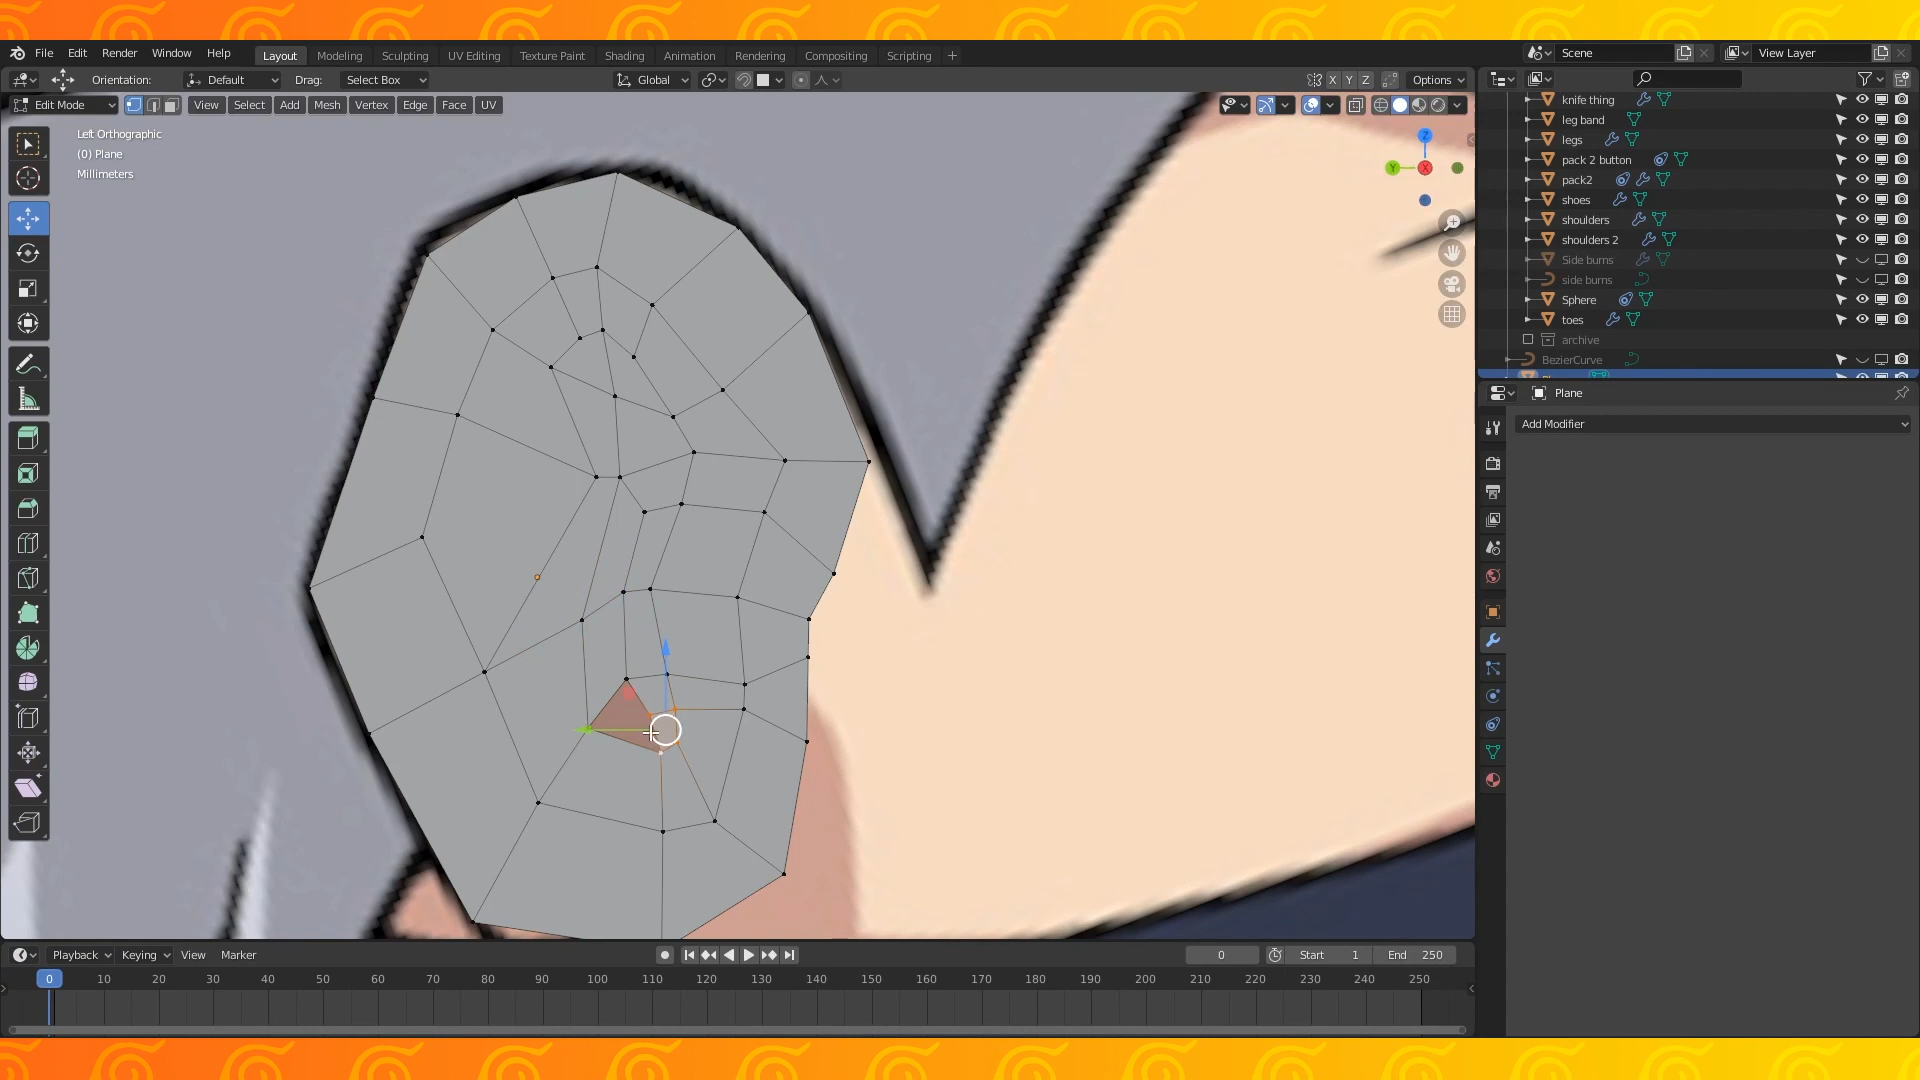 File Edit Render Window Help
Layout Modeling Sculpting UV Editing Texture Paint Shading Animation Rendering Compositing Scripting +
Scene
View Layer
Orientation: Default Drag: Select Box
Global
X Y Z
Options
Edit Mode View Select Add Mesh Vertex Edge Face UV
Left Orthographic
(0) Plane
Millimeters
Z
Y
X
knife thing
leg band
legs
pack 2 button
pack2
shoes
shoulders
shoulders 2
Side burns
side burns
Sphere
toes
archive
BezierCurve
Plane
Add Modifier
Playback Keying View Marker
0
Start 1
End 250
0 10 20 30 40 50 60 70 80 90 100 110 120 130 140 150 160 170 180 190 200 210 220 230 240 250